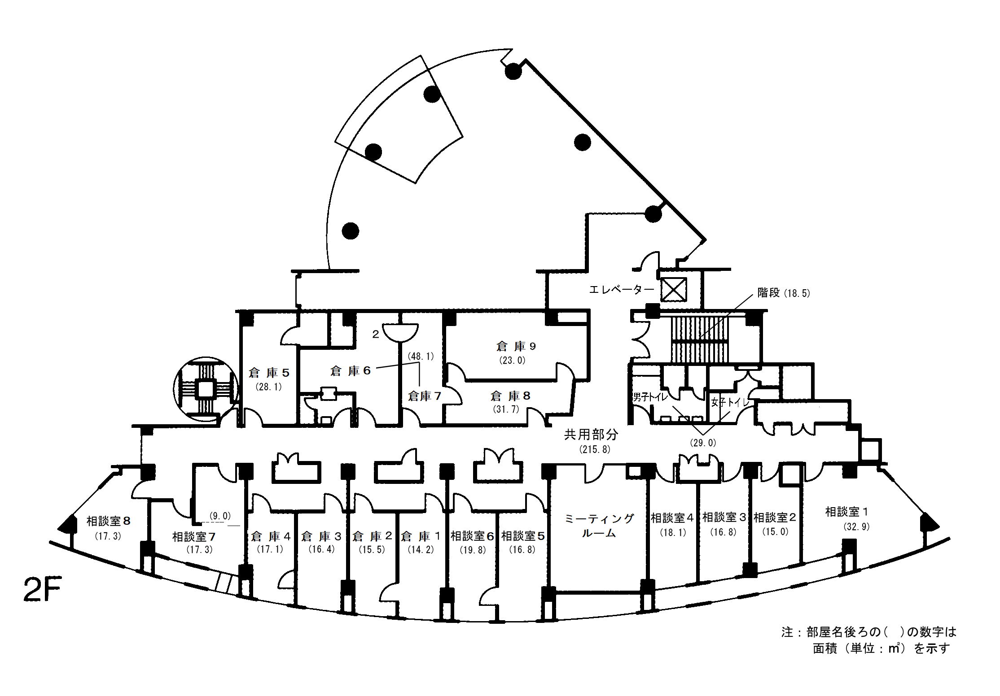 エレベーター
階段(18.5)
2
倉庫9
(23.0)
(48.1)
倉庫6
倉庫5
(28.1)
倉庫7
倉庫8
(31.7)
男子トイレ
女子トイレ
共用部分
(215.8)
(29.0)
(9.0)
相談室8
(17.3)
相談室7
(17.3)
倉庫4
(17.1)
倉庫3
(16.4)
倉庫2
(15.5)
倉庫1
(14.2)
相談室6
(19.8)
相談室5
(16.8)
ミーティング
ルーム
相談室4
(18.1)
相談室3
(16.8)
相談室2
(15.0)
相談室1
(32.9)
2F
注：部屋名後ろの( )の数字は
面積（単位：㎡）を示す